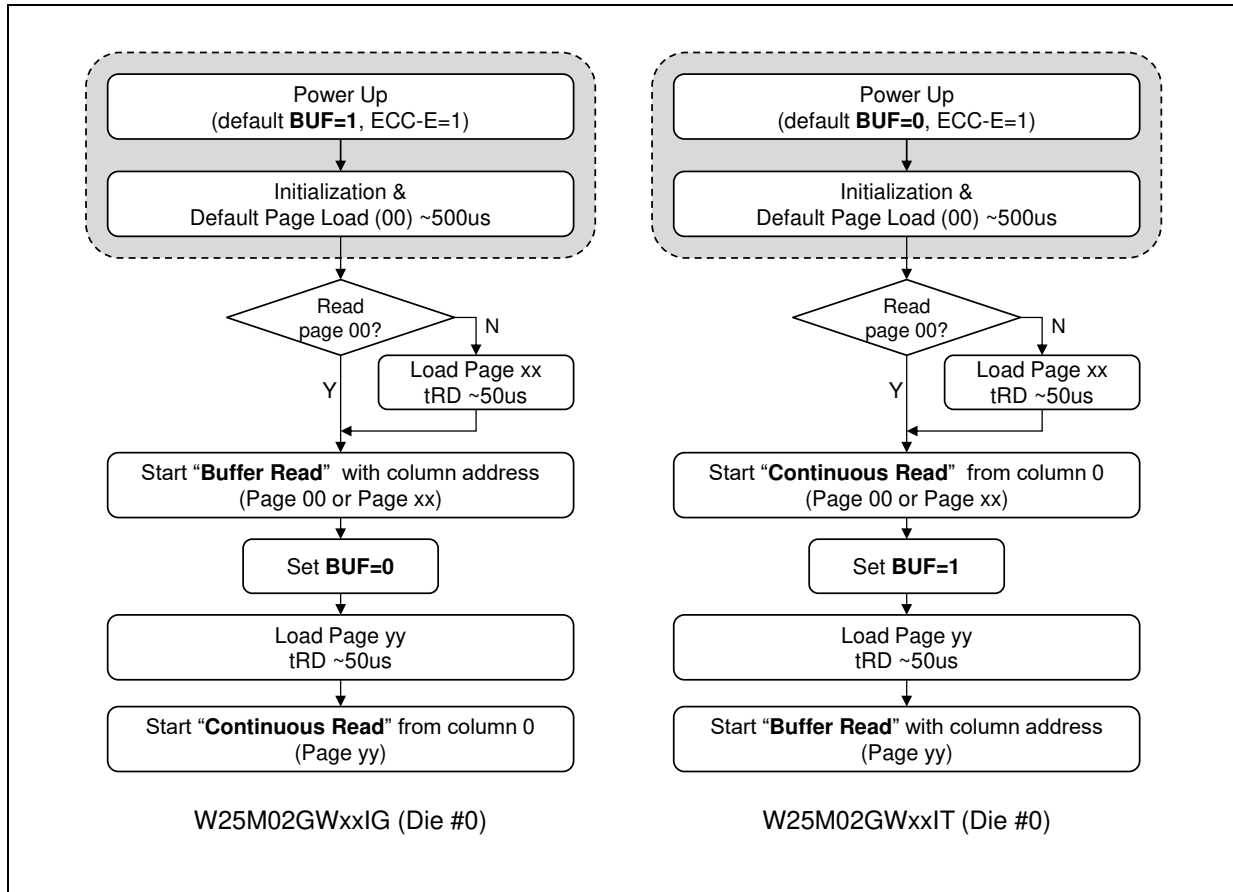 Power Up
(default BUF=1, ECC-E=1)
Initialization &
Default Page Load (00) ~500us
Read
page 00?
N
Load Page xx
tRD ~50us
Y
Start “Buffer Read” with column address
(Page 00 or Page xx)
Set BUF=0
Load Page yy
tRD ~50us
Start “Continuous Read” from column 0
(Page yy)
W25M02GWxxIG (Die #0)
Power Up
(default BUF=0, ECC-E=1)
Initialization &
Default Page Load (00) ~500us
Read
page 00?
N
Load Page xx
tRD ~50us
Y
Start “Continuous Read” from column 0
(Page 00 or Page xx)
Set BUF=1
Load Page yy
tRD ~50us
Start “Buffer Read” with column address
(Page yy)
W25M02GWxxIT (Die #0)